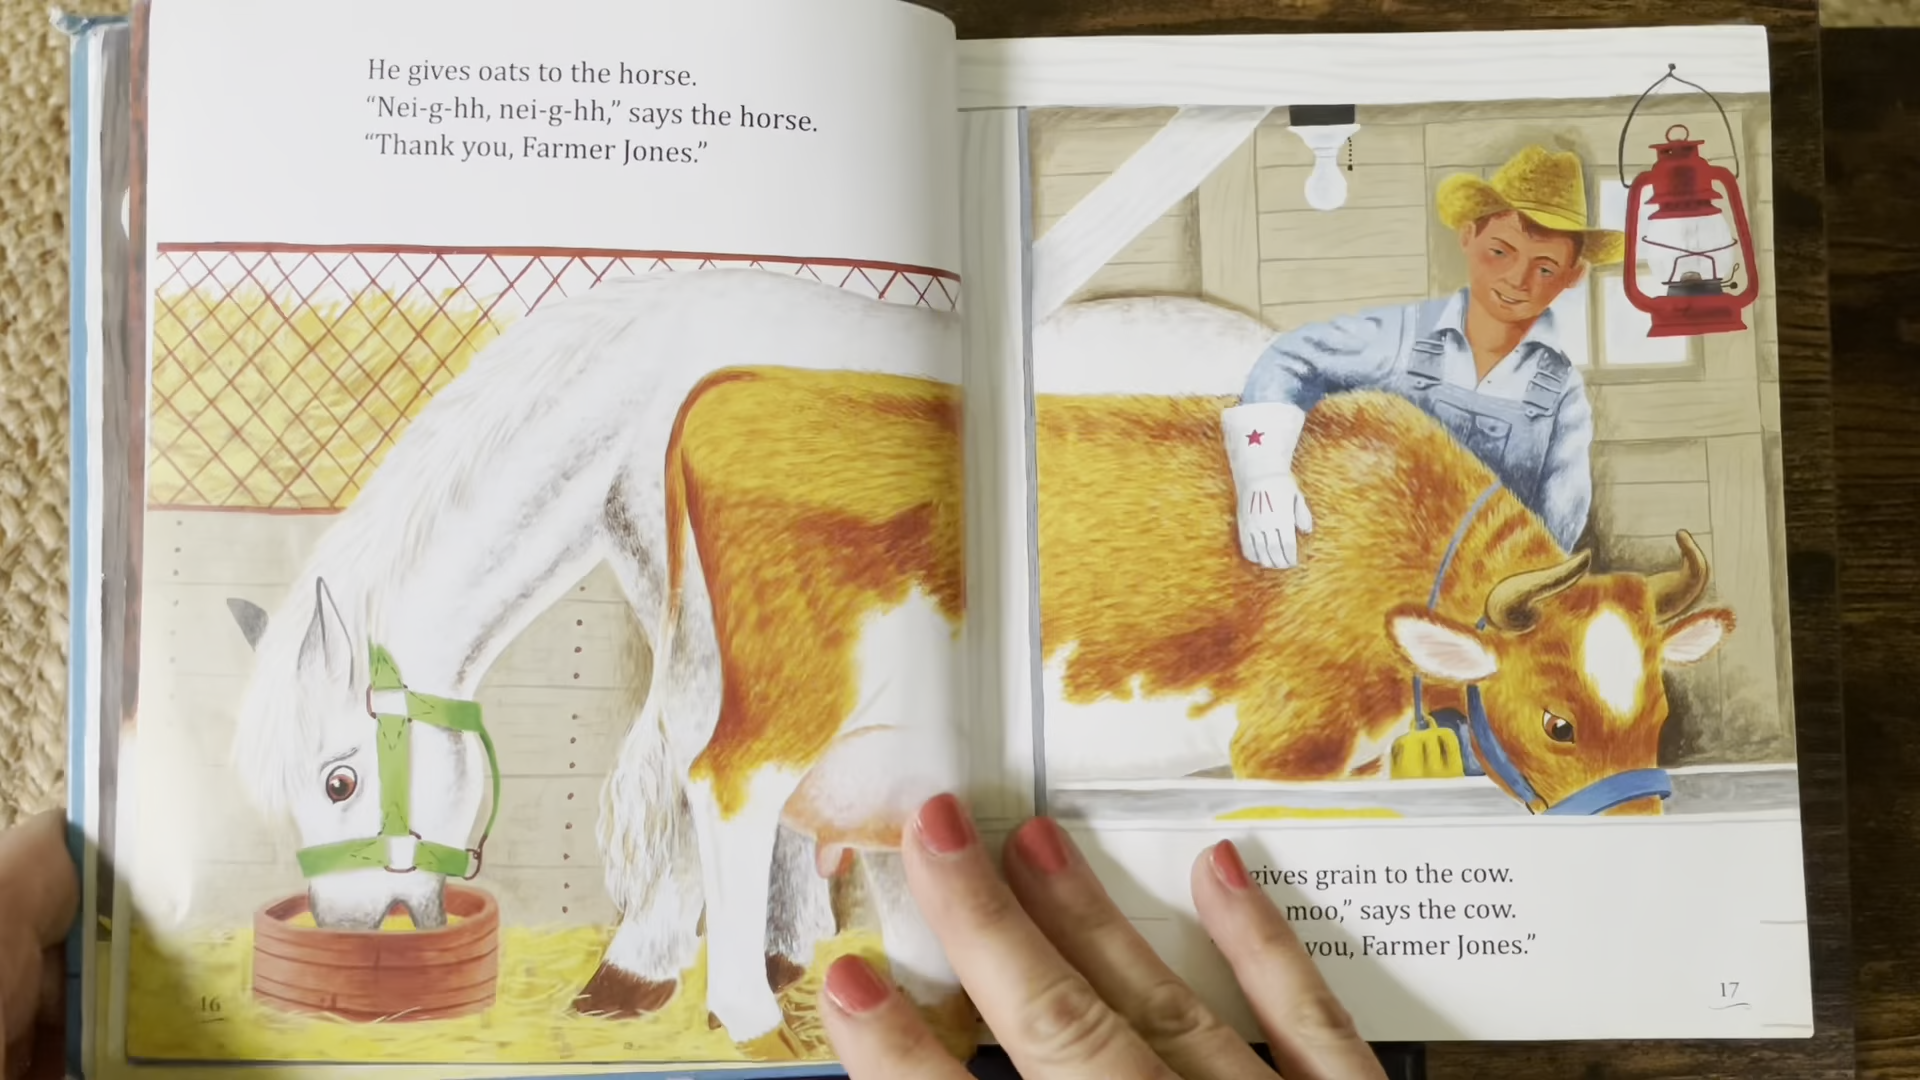 He gives oats to the horse.
“Nei-g-hh, nei-g-hh,” says the horse.
“Thank you, Farmer Jones.”
16
gives grain to the cow.
moo,” says the cow.
you, Farmer Jones.”
17